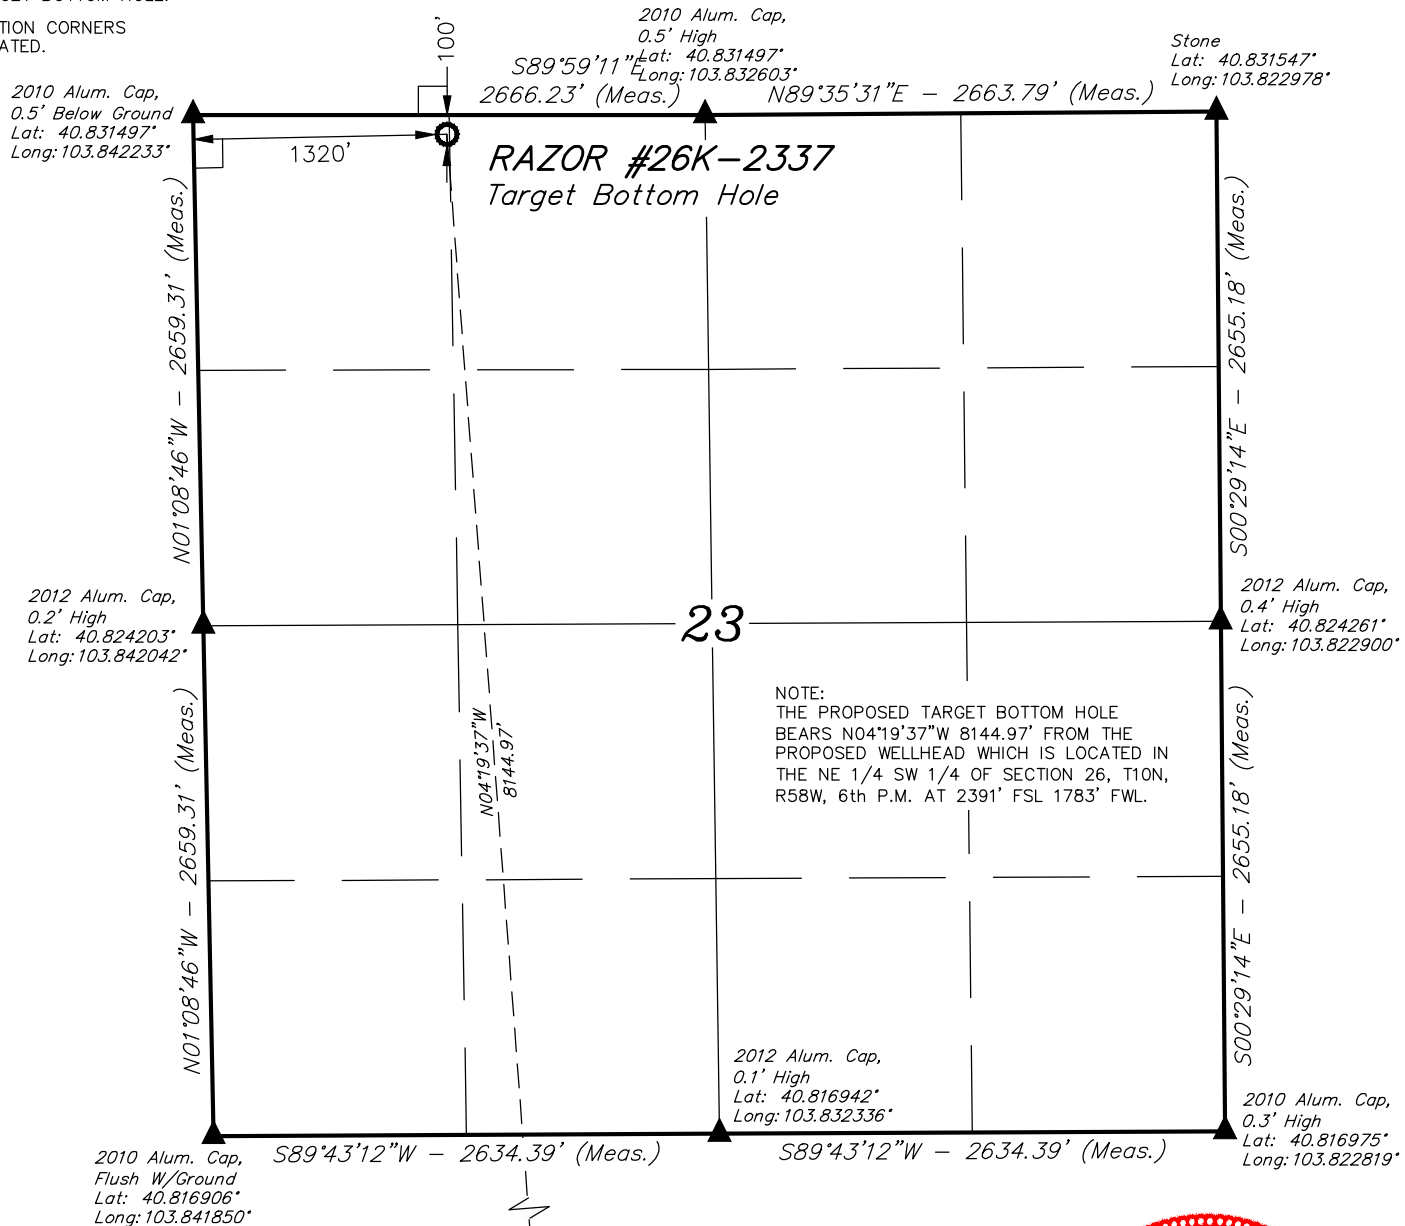 TION CORNERS
ATED.
100'
2010 Alum. Cap,
0.5' High
Lat: 40.831497°
Long: 103.832603°
Stone
Lat: 40.831547°
Long: 103.822978°
2010 Alum. Cap,
0.5' Below Ground
Lat: 40.831497°
Long: 103.842233°
S89°59'11"E
2666.23' (Meas.)
N89°35'31"E – 2663.79' (Meas.)
1320'
RAZOR #26K–2337
Target Bottom Hole
N01°08'46"W – 2659.31' (Meas.)
S00°29'14"E – 2655.18' (Meas.)
2012 Alum. Cap,
0.2' High
Lat: 40.824203°
Long: 103.842042°
23
2012 Alum. Cap,
0.4' High
Lat: 40.824261°
Long: 103.822900°
NOTE:
THE PROPOSED TARGET BOTTOM HOLE
BEARS N04°19'37"W 8144.97' FROM THE
PROPOSED WELLHEAD WHICH IS LOCATED IN
THE NE 1/4 SW 1/4 OF SECTION 26, T10N,
R58W, 6th P.M. AT 2391' FSL 1783' FWL.
N04°19'37"W
8144.97'
N01°08'46"W – 2659.31' (Meas.)
S00°29'14"E – 2655.18' (Meas.)
2012 Alum. Cap,
0.1' High
Lat: 40.816942°
Long: 103.832336°
2010 Alum. Cap,
0.3' High
Lat: 40.816975°
Long: 103.822819°
S89°43'12"W – 2634.39' (Meas.)
S89°43'12"W – 2634.39' (Meas.)
2010 Alum. Cap,
Flush W/Ground
Lat: 40.816906°
Long: 103.841850°